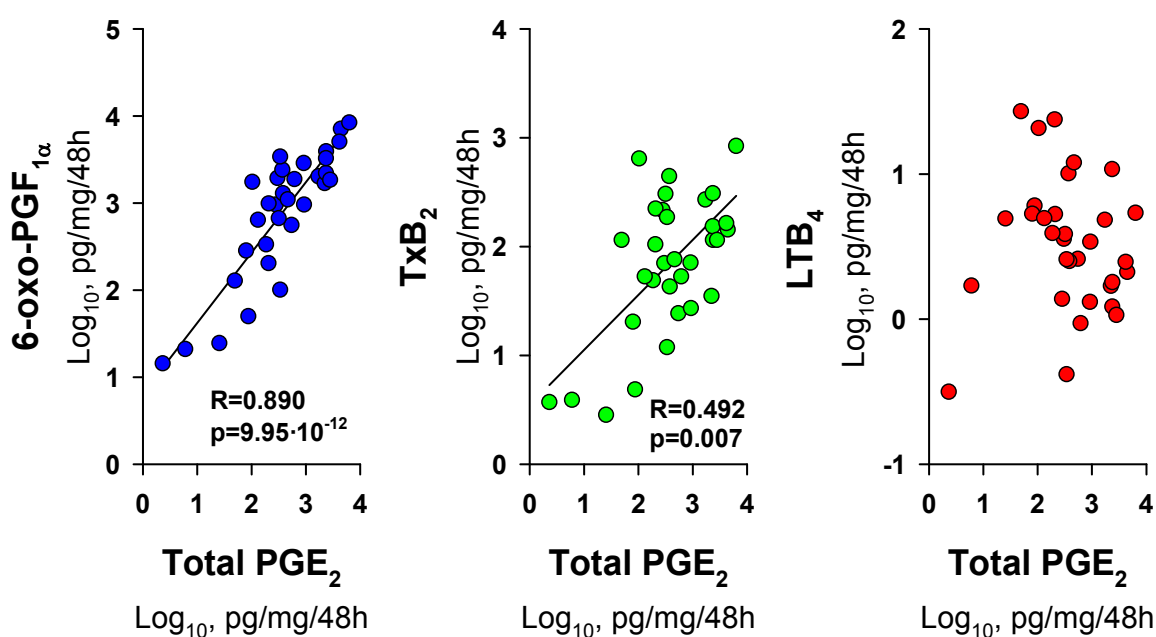 6-oxo-PGF1α
Log10, pg/mg/48h
5
4
3
2
1
0
R=0.890
p=9.95·10-12
0 1 2 3 4
Total PGE2
Log10, pg/mg/48h
TxB2
Log10, pg/mg/48h
4
3
2
1
0
R=0.492
p=0.007
0 1 2 3 4
Total PGE2
Log10, pg/mg/48h
LTB4
Log10, pg/mg/48h
2
1
0
-1
0 1 2 3 4
Total PGE2
Log10, pg/mg/48h